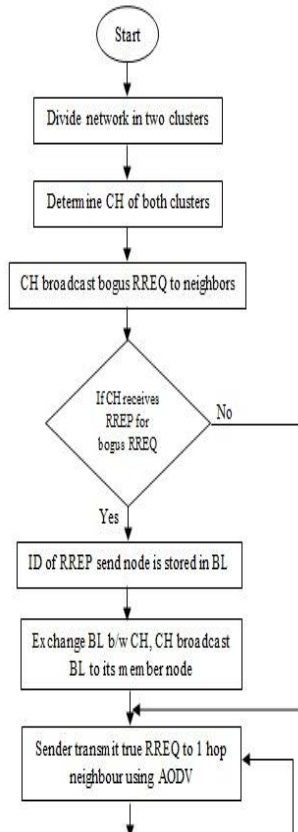 Start
Divide network in two clusters
Determine CH of both clusters
CH broadcast bogus RREQ to neighbors
If CH receives
RREP for
bogus RREQ
No
Yes
ID of RREP send node is stored in BL
Exchange BL b/w CH, CH broadcast
BL to its member node
Sender transmit true RREQ to 1 hop
neighbour using AODV